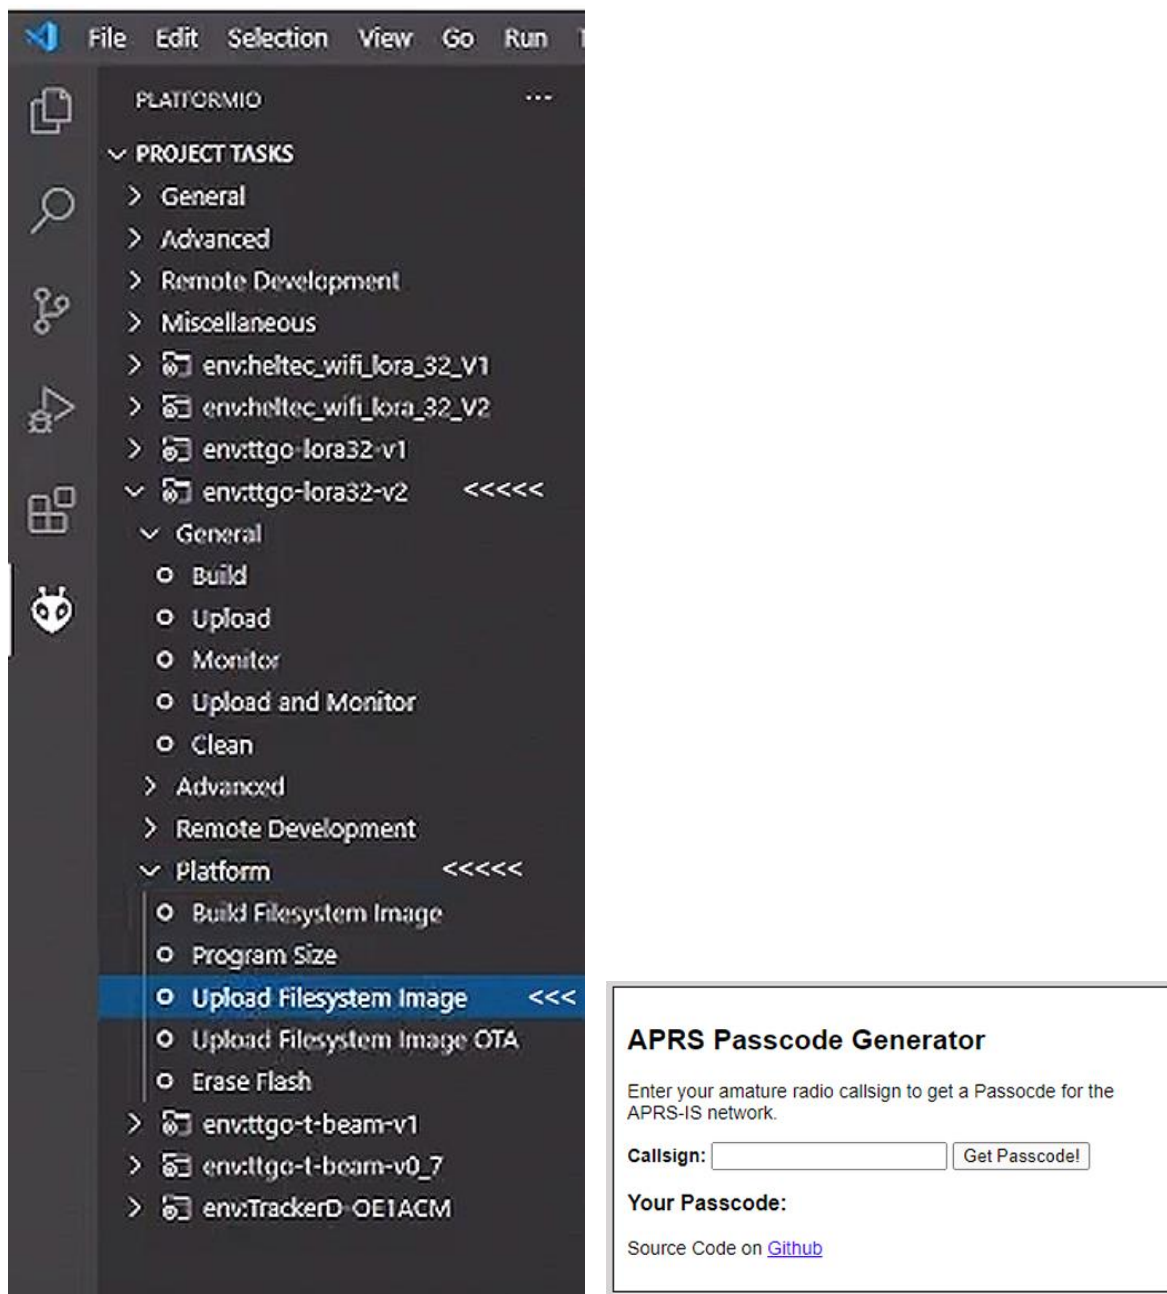 File Edit Selection View Go Run
PLATFORMIO ...
PROJECT TASKS
General
Advanced
Remote Development
Miscellaneous
env:heltec_wifi_lora_32_V1
env:heltec_wifi_lora_32_V2
env:ttgo-lora32-v1
env:ttgo-lora32-v2 <<<<<
General
Build
Upload
Monitor
Upload and Monitor
Clean
Advanced
Remote Development
Platform <<<<<
Build Filesystem Image
Program Size
Upload Filesystem Image <<<
Upload Filesystem Image OTA
Erase Flash
env:ttgo-t-beam-v1
env:ttgo-t-beam-v0_7
env:TrackerD-OE1ACM
APRS Passcode Generator
Enter your amature radio callsign to get a Passocde for the
APRS-IS network.
Callsign: Get Passcode!
Your Passcode:
Source Code on Github